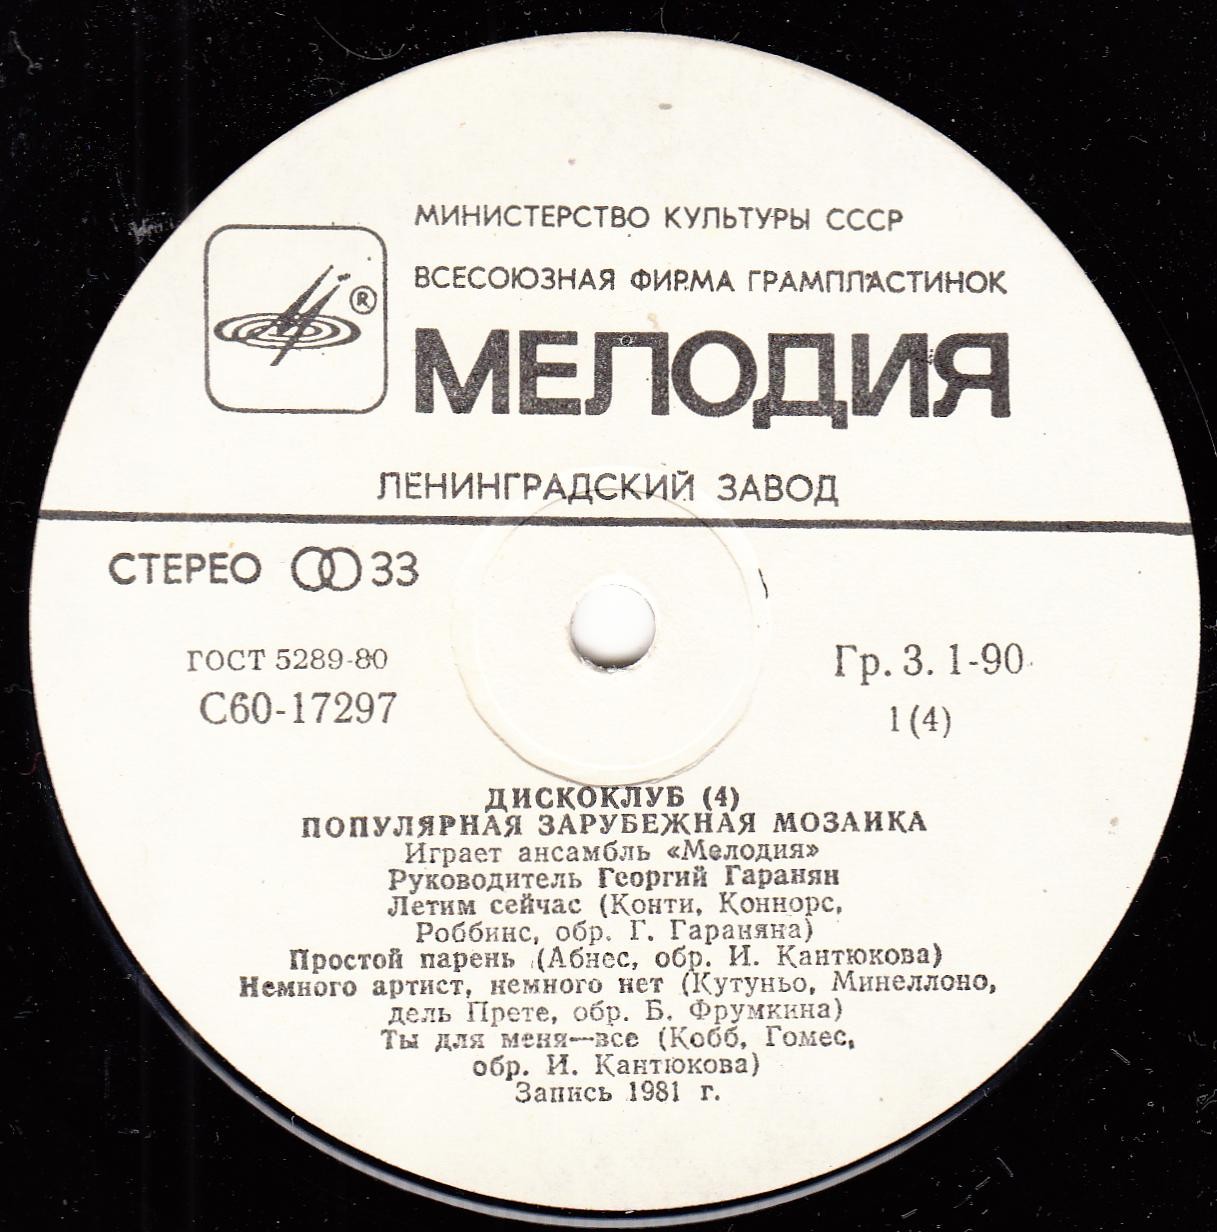 МИНИСТЕРСТВО КУЛЬТУРЫ СССР
ВСЕСОЮЗНАЯ ФИРМА ГРАМПЛАСТИНОК
®
МЕЛОДИЯ
ЛЕНИНГРАДСКИЙ ЗАВОД
СТЕРЕО 33
ГОСТ 5289-80
Гр. 3. 1-90
С60-17297
1 (4)
ДИСКОКЛУБ (4)
ПОПУЛЯРНАЯ ЗАРУБЕЖНАЯ МОЗАИКА
Играет ансамбль «Мелодия»
Руководитель Георгий Гаранян
Летим сейчас (Конти, Коннорс,
Роббинс, обр. Г. Гараняна)
Простой парень (Абнес, обр. И. Кантюкова)
Немного артист, немного нет (Кутуньо, Минеллоно,
дель Прете, обр. Б. Фрумкина)
Ты для меня—все (Кобб, Гомес,
обр. И. Кантюкова)
Запись 1981 г.